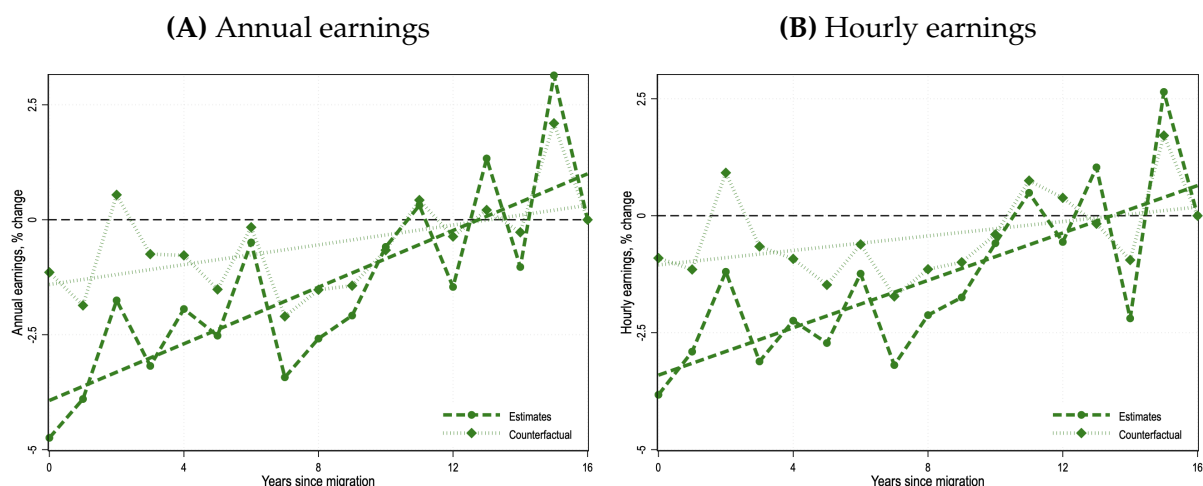 (A) Annual earnings
Annual earnings, % change
2.5
0
-2.5
-5
0 4 8 12 16
Years since migration
Estimates
Counterfactual
(B) Hourly earnings
Hourly earnings, % change
2.5
0
-2.5
-5
0 4 8 12 16
Years since migration
Estimates
Counterfactual